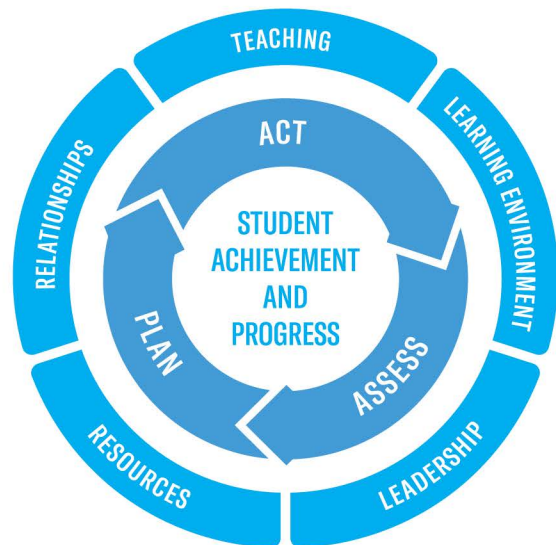 TEACHING
LEARNING ENVIRONMENT
LEADERSHIP
RESOURCES
RELATIONSHIPS
ACT
ASSESS
PLAN
STUDENT
ACHIEVEMENT
AND
PROGRESS